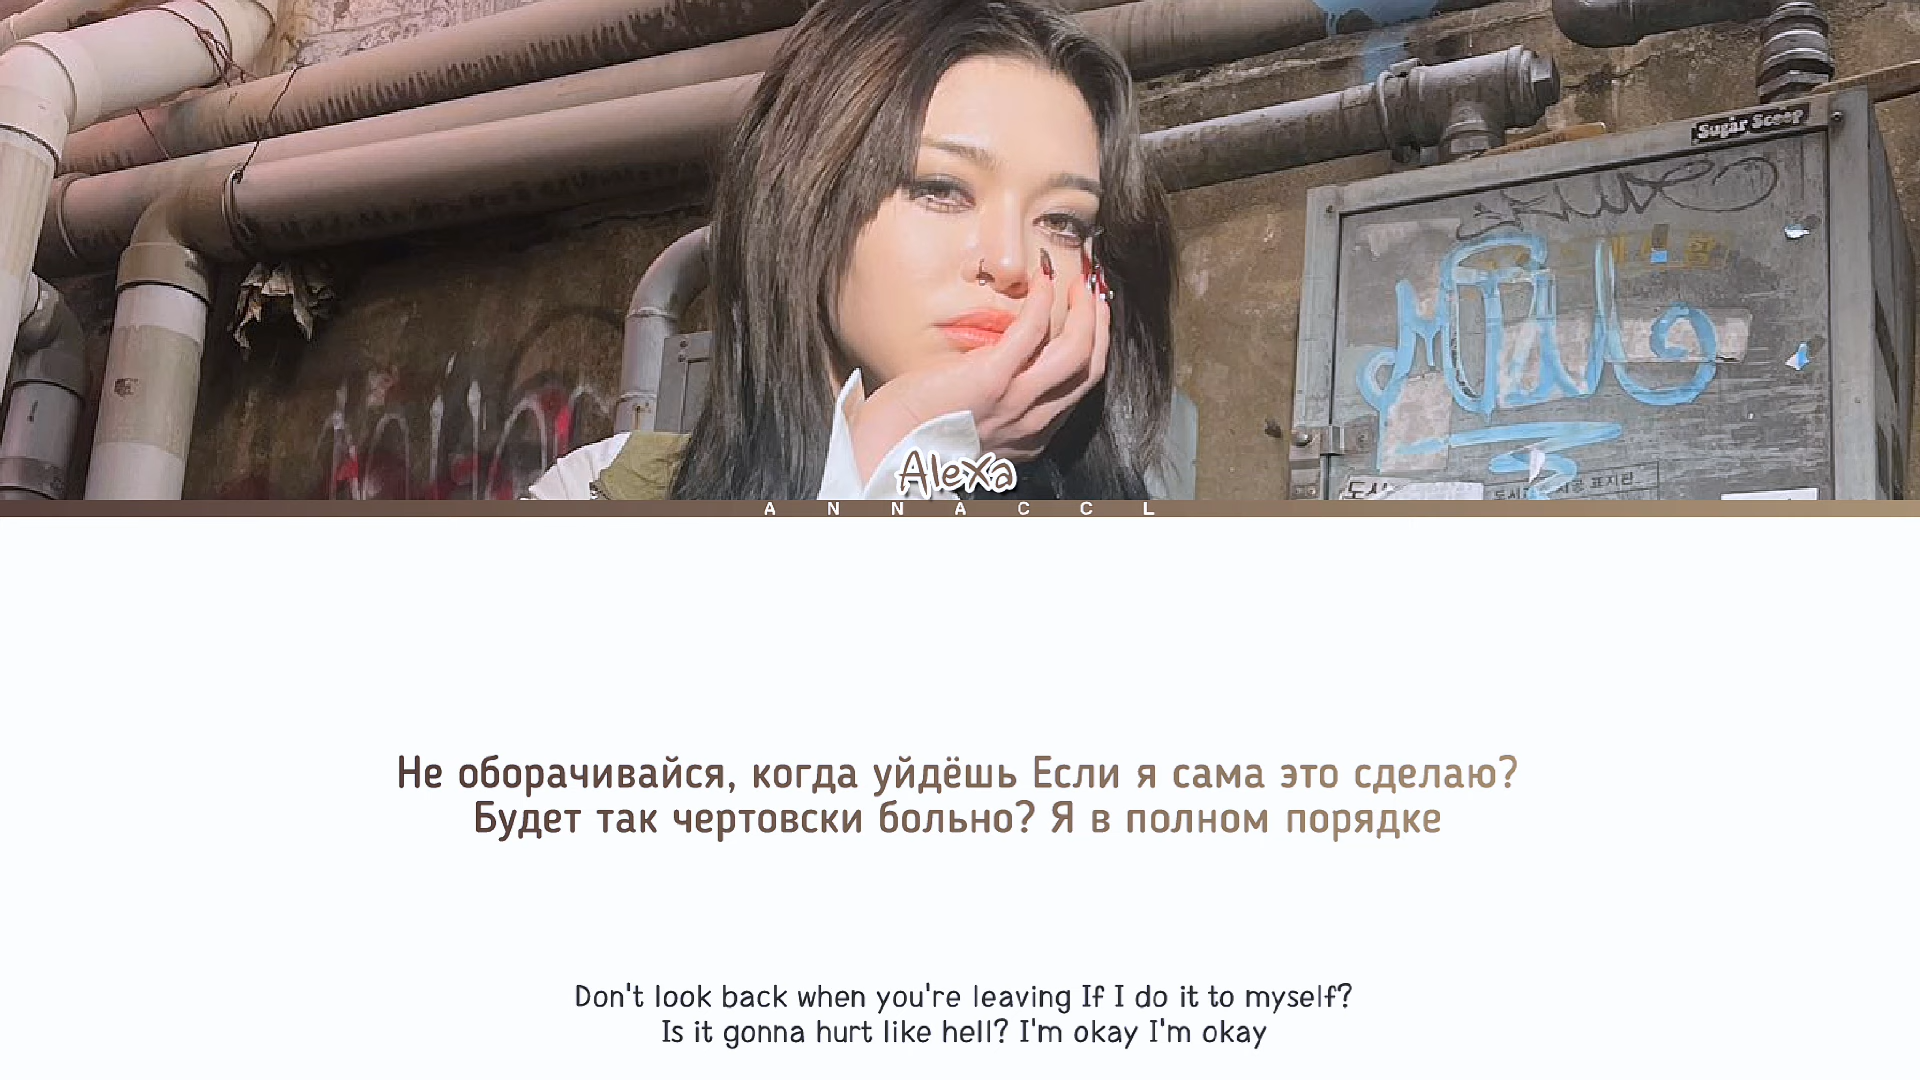 Sugar Scoop
Alexa
A N N A C C L
Не оборачивайся, когда уйдёшь Если я сама это сделаю?
Будет так чертовски больно? Я в полном порядке
Don't look back when you're leaving If I do it to myself?
Is it gonna hurt like hell? I'm okay I'm okay